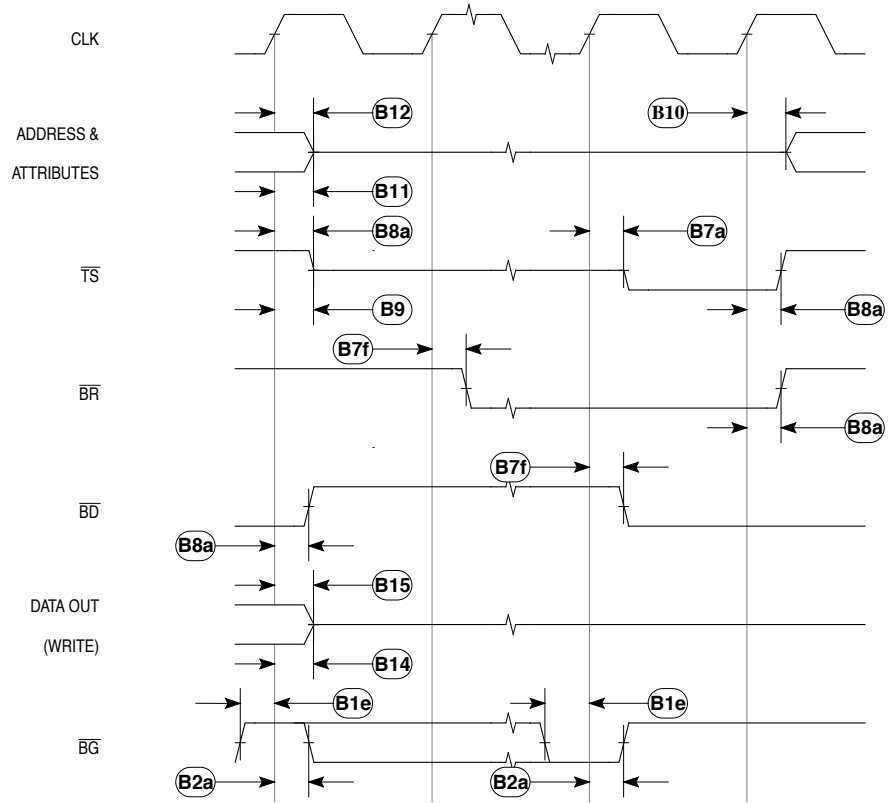 CLK
B12
B10
ADDRESS &
ATTRIBUTES
B11
B8a
B7a
TS
B9
B8a
B7f
BR
B8a
B7f
BD
B8a
B15
DATA OUT
(WRITE)
B14
B1e
B1e
BG
B2a
B2a